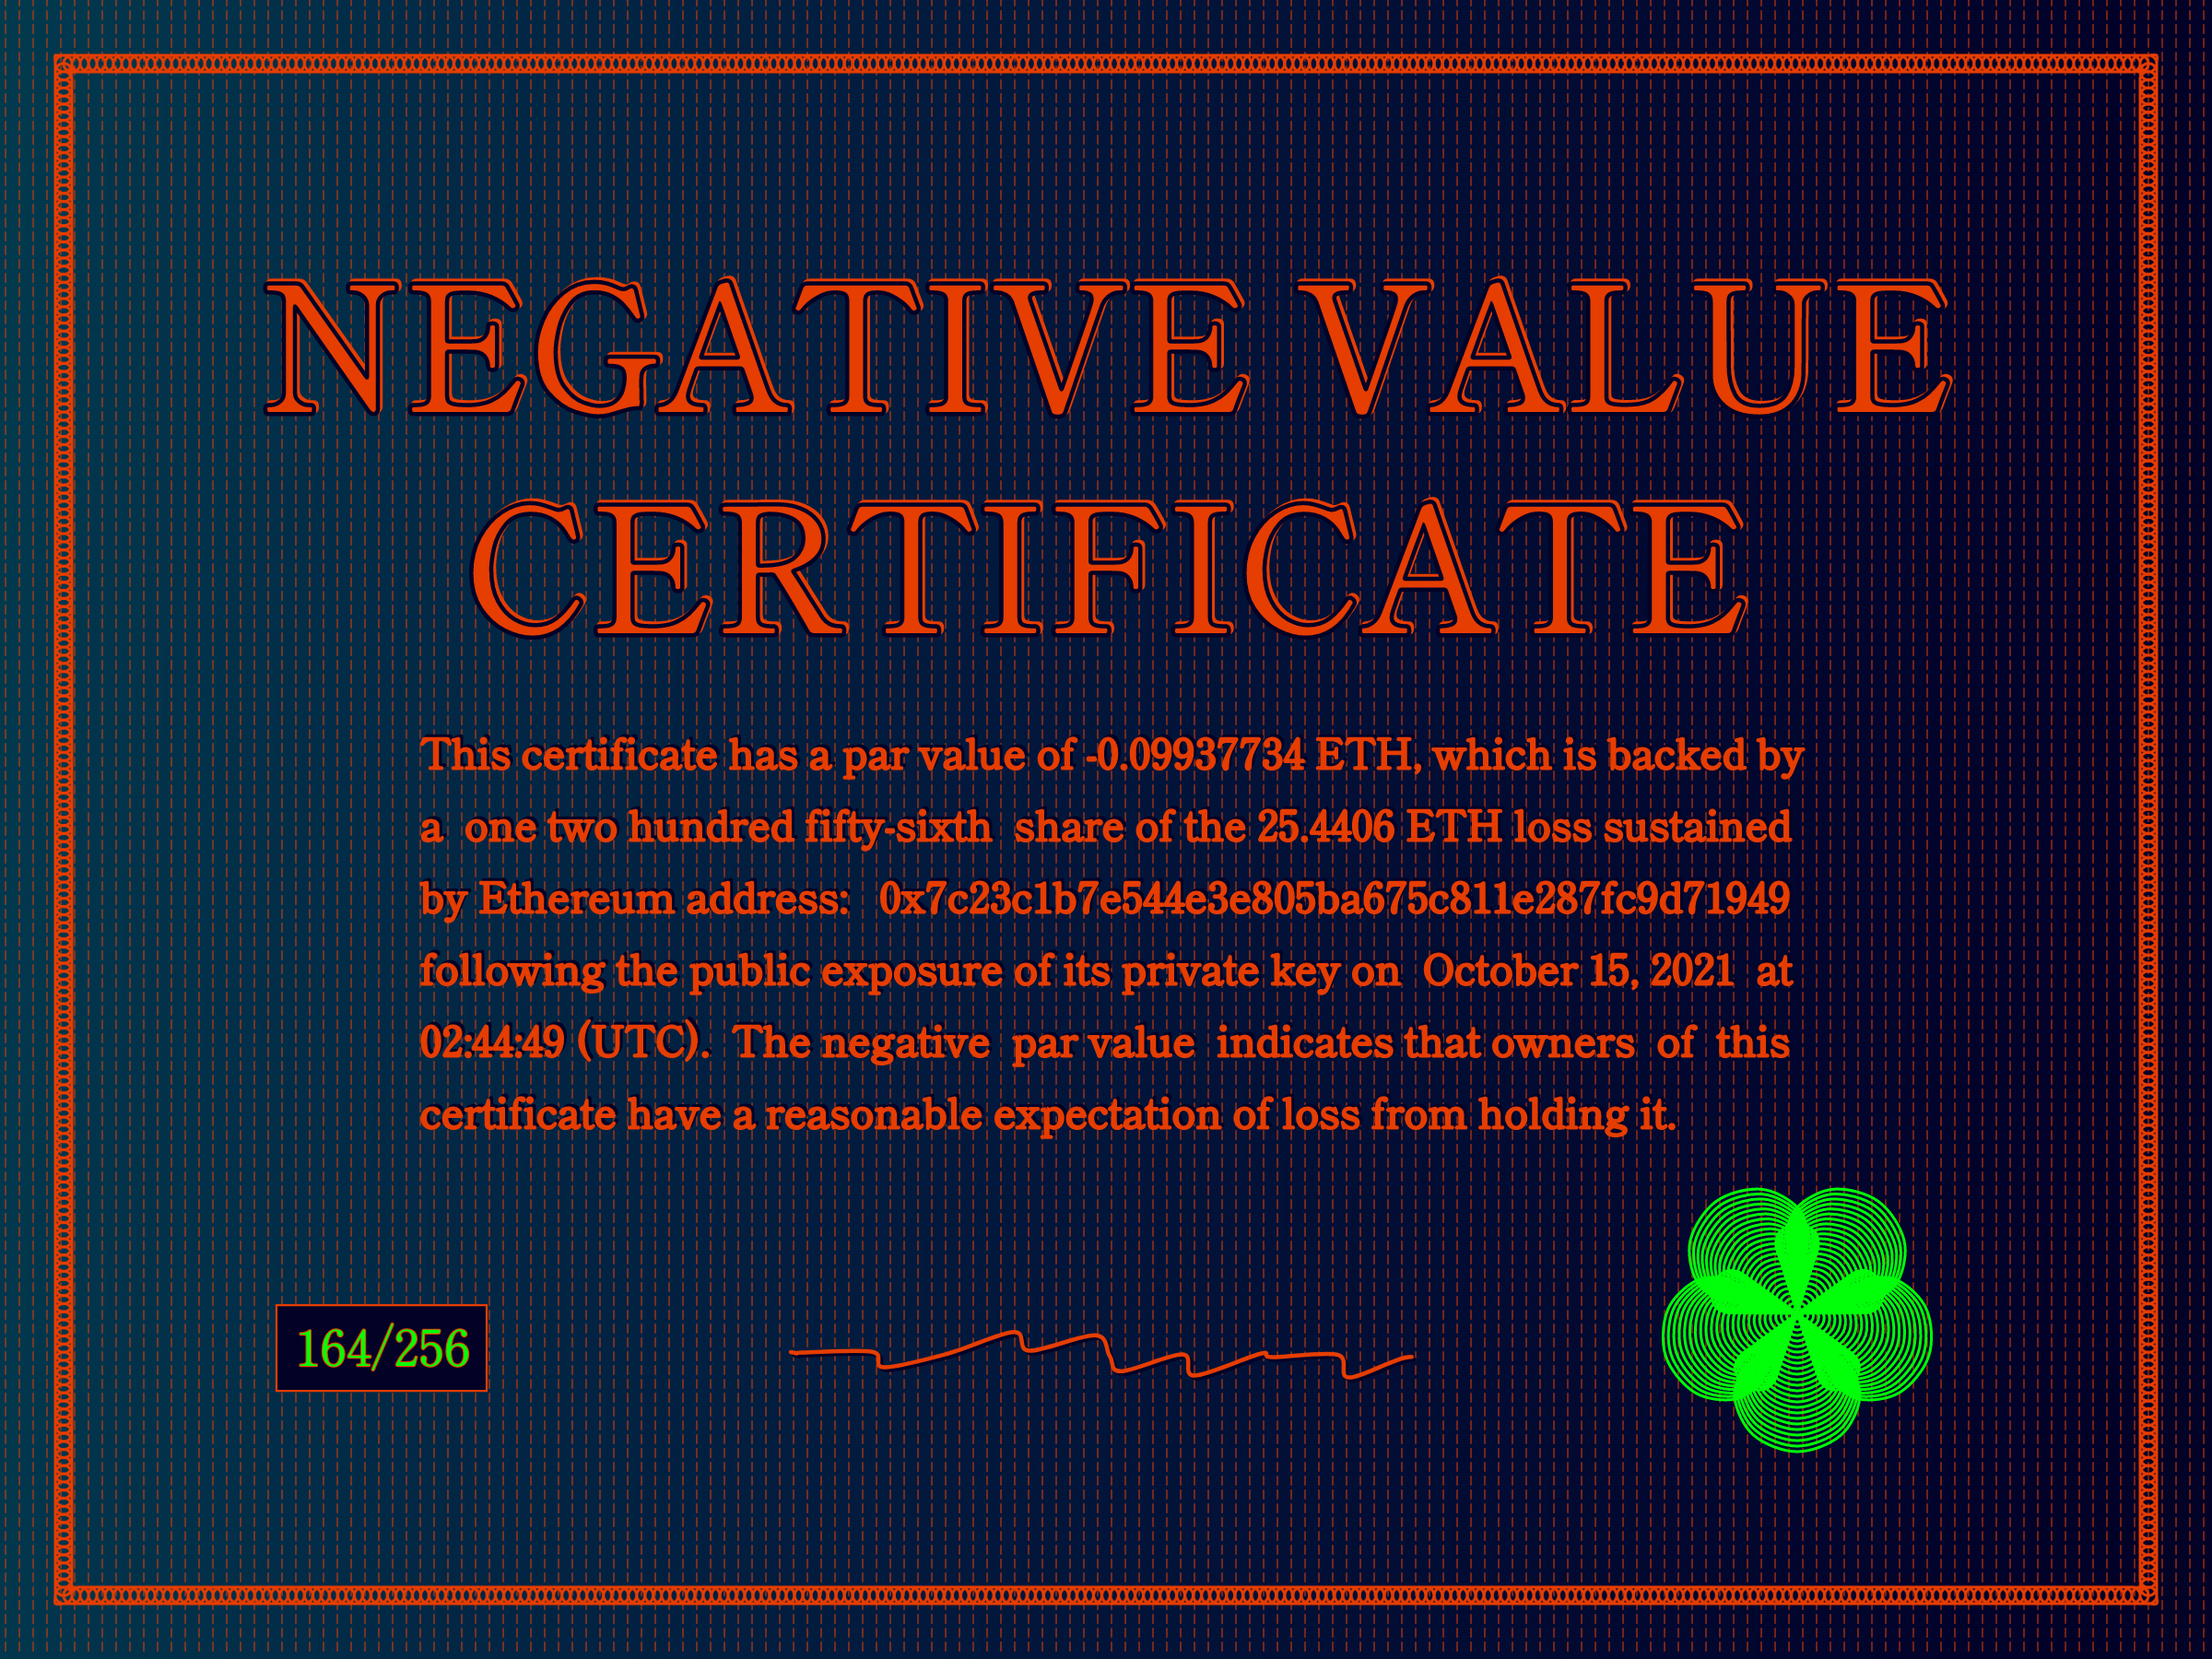 NEGATIVE VALUE
CERTIFICATE
This certificate has a par value of -0.09937734 ETH, which is backed by
a one two hundred fifty-sixth share of the 25.4406 ETH loss sustained
by Ethereum address: 0x7c23c1b7e544e3e805ba675c811e287fc9d71949
following the public exposure of its private key on October 15, 2021 at
02:44:49 (UTC). The negative par value indicates that owners of this
certificate have a reasonable expectation of loss from holding it.
164/256